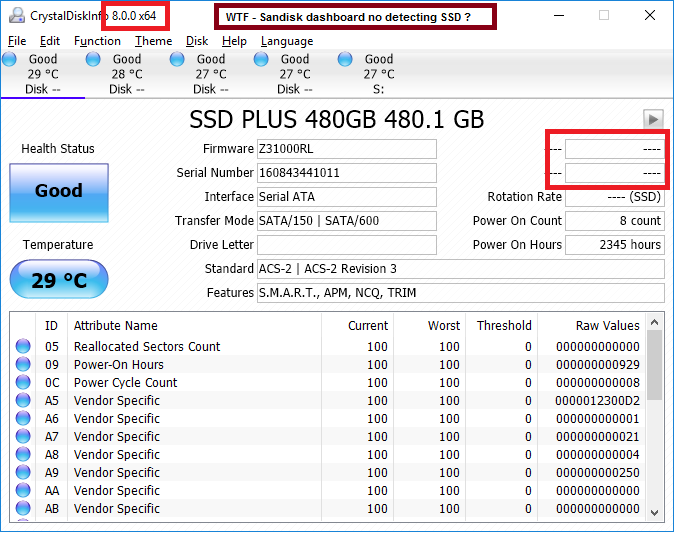 CrystalDiskInfo 8.0.0 x64
WTF - Sandisk dashboard no detecting SSD ?
File Edit Function Theme Disk Help Language
Good Good Good Good Good
29 °C 28 °C 27 °C 27 °C 27 °C
Disk -- Disk -- Disk -- Disk -- S:
SSD PLUS 480GB 480.1 GB
Health Status Firmware Z31000RL ---- ----
Good Serial Number 160843441011 ---- ----
Interface Serial ATA Rotation Rate ---- (SSD)
Transfer Mode SATA/150 | SATA/600 Power On Count 8 count
Temperature Drive Letter Power On Hours 2345 hours
29 °C Standard ACS-2 | ACS-2 Revision 3
Features S.M.A.R.T., APM, NCQ, TRIM
ID Attribute Name Current Worst Threshold Raw Values
05 Reallocated Sectors Count 100 100 0 000000000000
09 Power-On Hours 100 100 0 000000000929
0C Power Cycle Count 100 100 0 000000000008
A5 Vendor Specific 100 100 0 0000012300D2
A6 Vendor Specific 100 100 0 000000000001
A7 Vendor Specific 100 100 0 000000000021
A8 Vendor Specific 100 100 0 000000000004
A9 Vendor Specific 100 100 0 000000000250
AA Vendor Specific 100 100 0 000000000000
AB Vendor Specific 100 100 0 000000000000